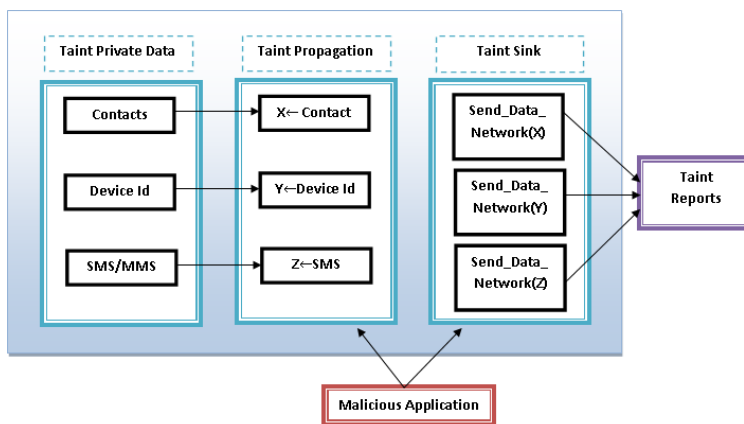 Taint Private Data
Taint Propagation
Taint Sink
Contacts
X← Contact
Send_Data_
Network(X)
Device Id
Y←Device Id
Send_Data_
Network(Y)
Taint
Reports
SMS/MMS
Z←SMS
Send_Data_
Network(Z)
Malicious Application